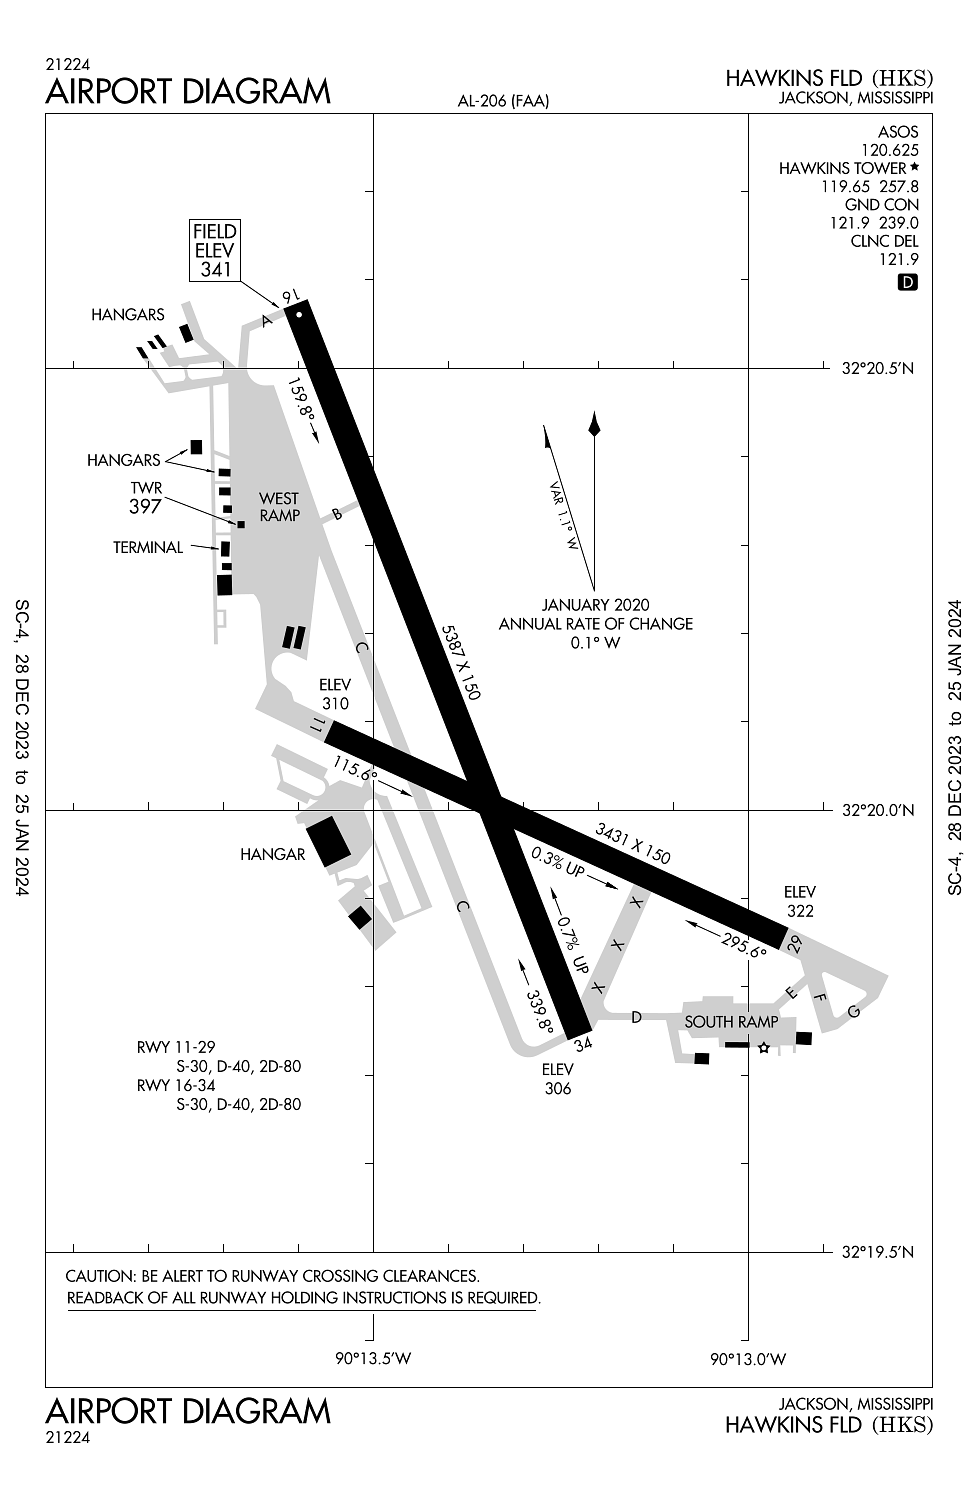 21224
AIRPORT DIAGRAM
AL-206 (FAA)
HAWKINS FLD (HKS)
JACKSON, MISSISSIPPI
ASOS
120.625
HAWKINS TOWER ★
119.65 257.8
GND CON
121.9 239.0
CLNC DEL
121.9
D
FIELD
ELEV
341
16
A
HANGARS
32°20.5'N
159.8°
HANGARS
TWR
397
WEST
RAMP
B
TERMINAL
VAR 1.1° W
JANUARY 2020
ANNUAL RATE OF CHANGE
0.1° W
SC-4, 28 DEC 2023 to 25 JAN 2024
SC-4, 28 DEC 2023 to 25 JAN 2024
C
5387 X 150
ELEV
310
11
115.6°
32°20.0'N
HANGAR
3431 X 150
0.3% UP
ELEV
322
X
C
0.7% UP
X
295.6°
29
X
339.8°
E
F
G
D
SOUTH RAMP
34
ELEV
306
RWY 11-29
S-30, D-40, 2D-80
RWY 16-34
S-30, D-40, 2D-80
32°19.5'N
CAUTION: BE ALERT TO RUNWAY CROSSING CLEARANCES.
READBACK OF ALL RUNWAY HOLDING INSTRUCTIONS IS REQUIRED.
90°13.5'W
90°13.0'W
AIRPORT DIAGRAM
21224
JACKSON, MISSISSIPPI
HAWKINS FLD (HKS)